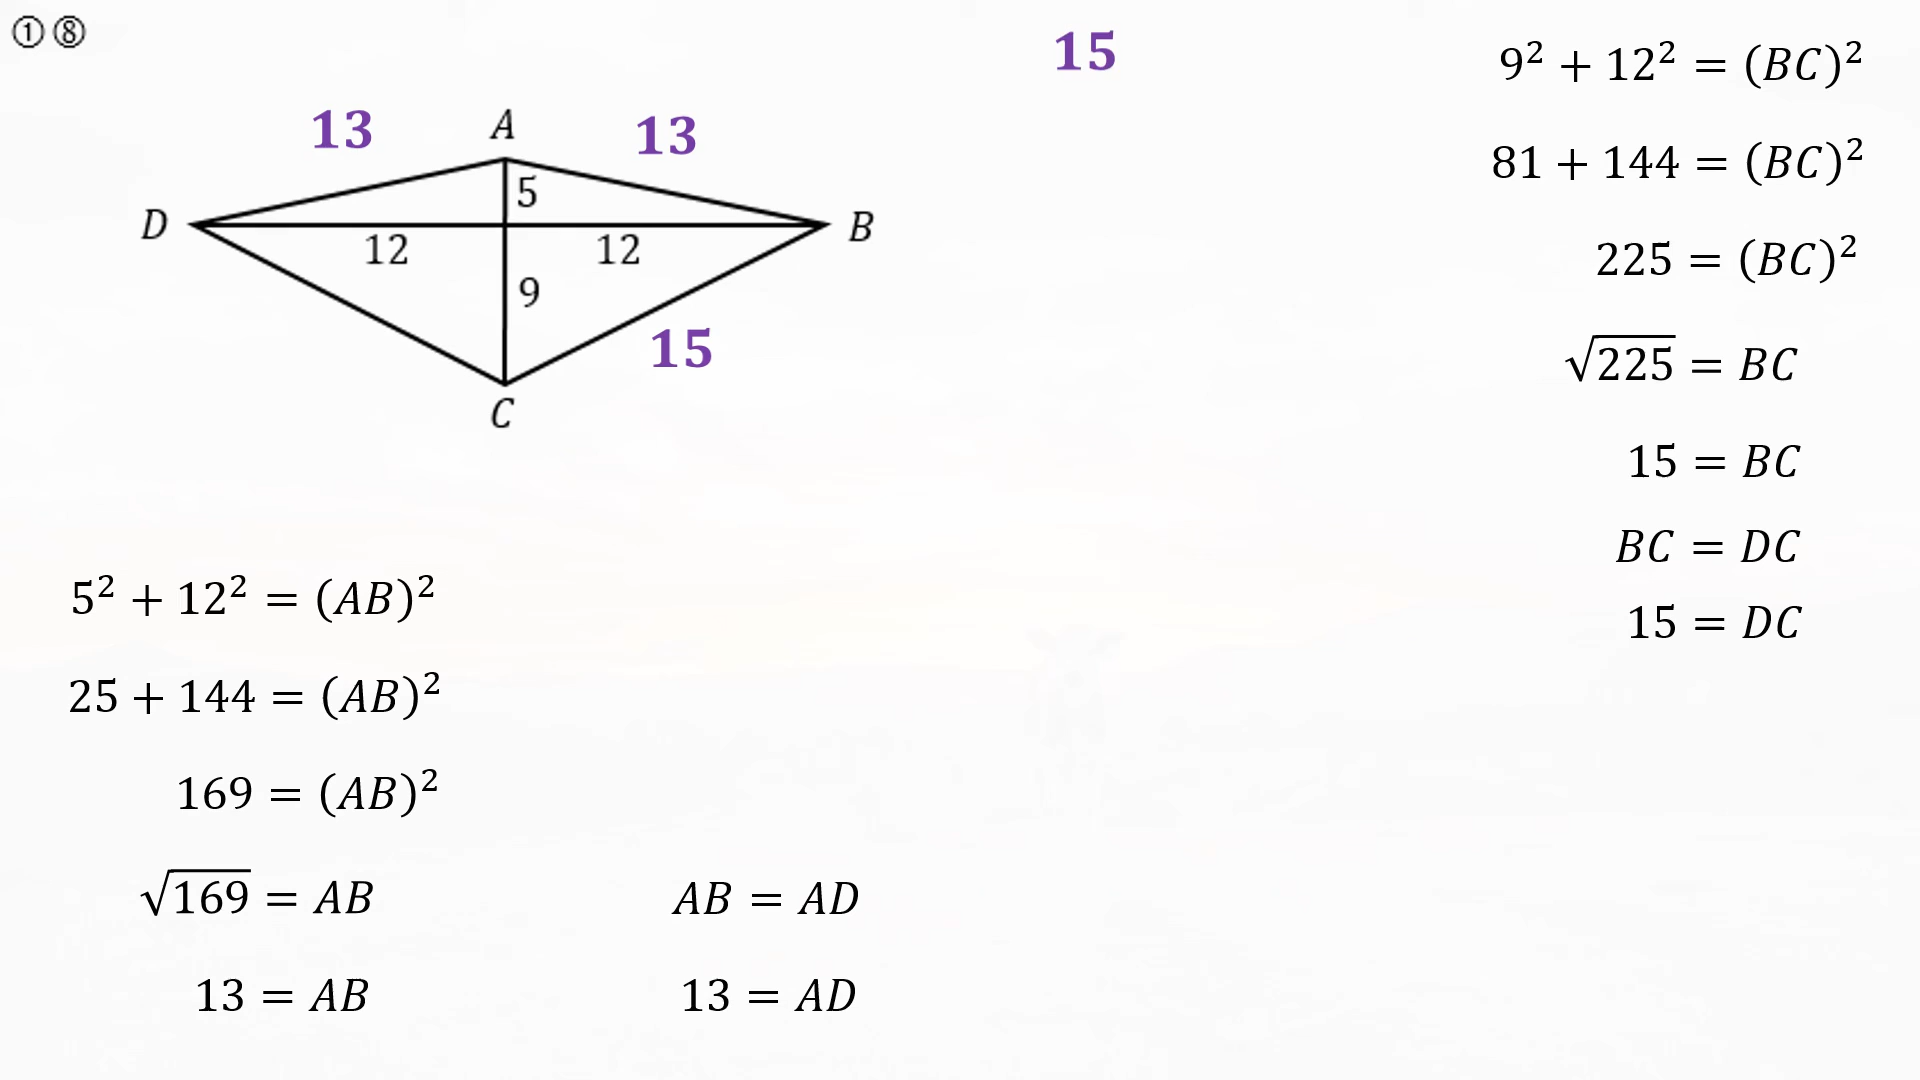 ① ⑧
15
13
A
13
5
D
12
12
B
9
15
C
9² + 12² = (BC)²
81 + 144 = (BC)²
225 = (BC)²
√225 = BC
15 = BC
BC = DC
15 = DC
5² + 12² = (AB)²
25 + 144 = (AB)²
169 = (AB)²
√169 = AB
13 = AB
AB = AD
13 = AD